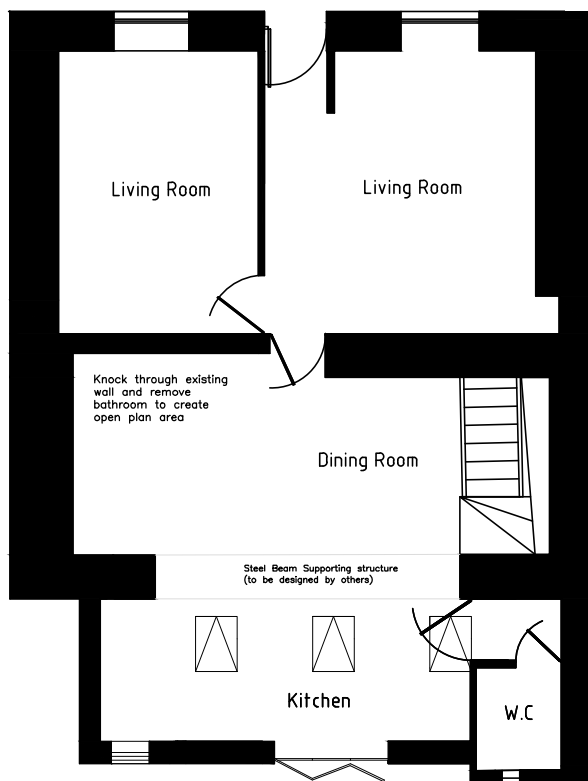 Living Room
Living Room
Knock through existing
wall and remove
bathroom to create
open plan area
Dining Room
Steel Beam Supporting structure
(to be designed by others)
Kitchen
W.C